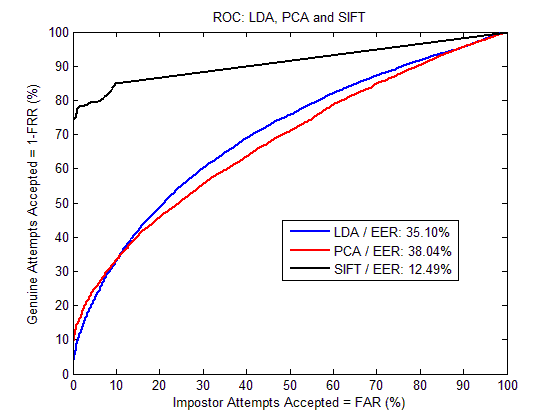 ROC: LDA, PCA and SIFT
100
90
80
70
60
50
40
30
20
10
0
Genuine Attempts Accepted = 1-FRR (%)
LDA / EER: 35.10%
PCA / EER: 38.04%
SIFT / EER: 12.49%
0 10 20 30 40 50 60 70 80 90 100
Impostor Attempts Accepted = FAR (%)